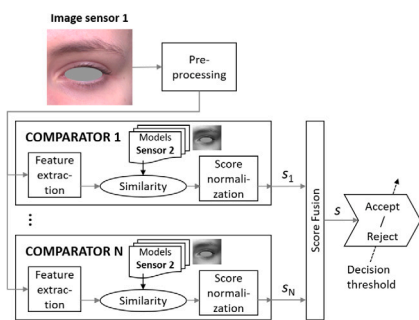 Image sensor 1
Pre-
processing
COMPARATOR 1
Models
Sensor 2
Feature
extrac-
tion
Similarity
Score
normali-
zation
s1
...
COMPARATOR N
Models
Sensor 2
Feature
extrac-
tion
Similarity
Score
normali-
zation
sN
Score Fusion
s
Accept
Reject
Decision
threshold